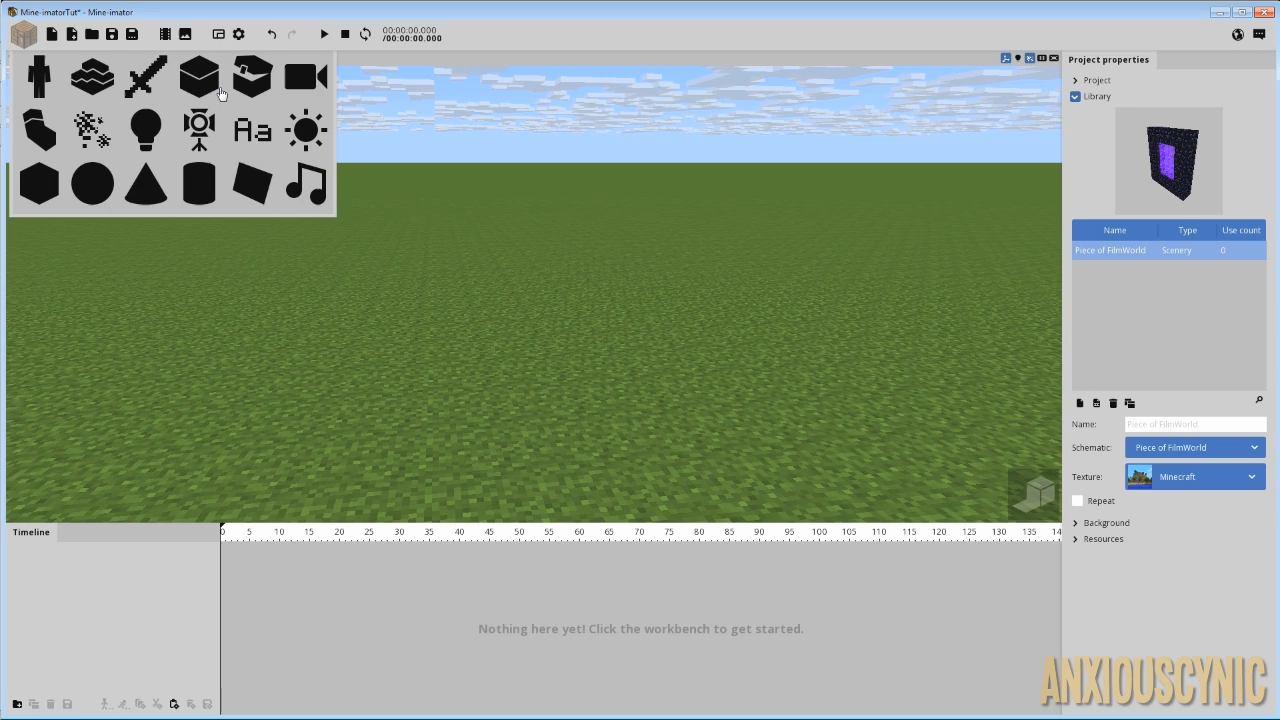 Mine-imatorTut* - Mine-imator
00:00:00.000
/00:00:00.000
Aa
Project properties
Project
Library
Name Type Use count
Piece of FilmWorld Scenery 0
Name: Piece of FilmWorld
Schematic: Piece of FilmWorld
Texture: Minecraft
Repeat
Background
Resources
Timeline
0 5 10 15 20 25 30 35 40 45 50 55 60 65 70 75 80 85 90 95 100 105 110 115 120 125 130 135 14
Nothing here yet! Click the workbench to get started.
ANXIOUSCYNIC